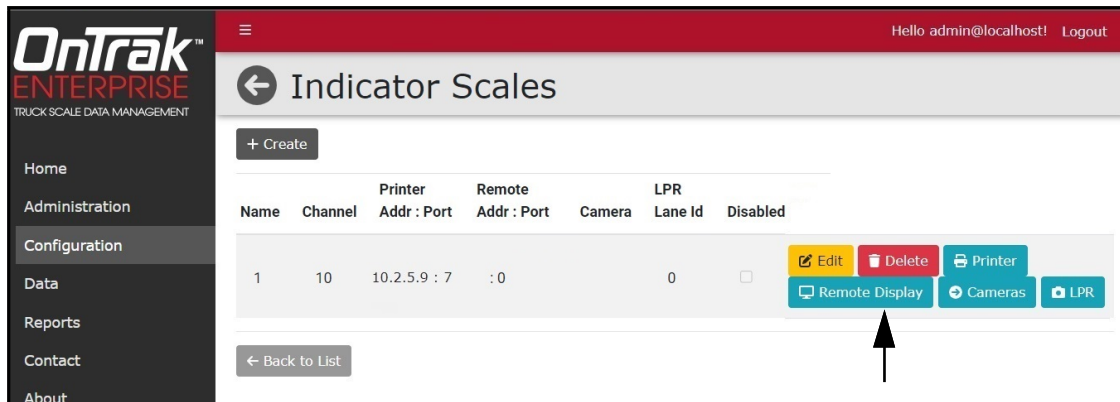 OnTrak™
ENTERPRISE
TRUCK SCALE DATA MANAGEMENT
Hello admin@localhost! Logout
Indicator Scales
+ Create
Home
Administration
Configuration
Data
Reports
Contact
About
Name Channel Printer Addr : Port Remote Addr : Port Camera LPR Lane Id Disabled
1 10 10.2.5.9 : 7 : 0 0
Edit Delete Printer
Remote Display Cameras LPR
← Back to List